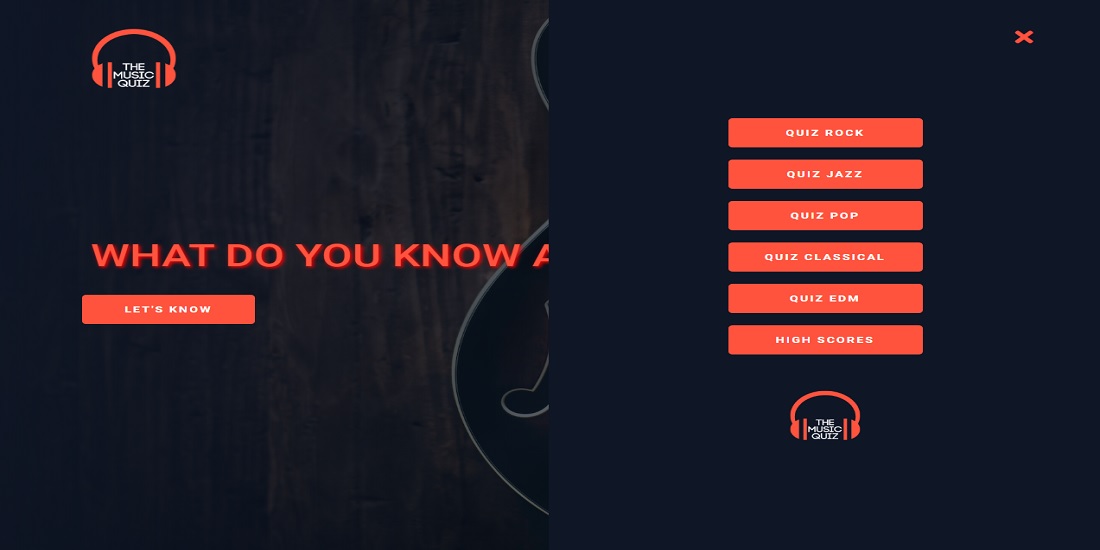 THE
MUSIC
QUIZ
WHAT DO YOU KNOW A
LET'S KNOW
QUIZ ROCK
QUIZ JAZZ
QUIZ POP
QUIZ CLASSICAL
QUIZ EDM
HIGH SCORES
THE
MUSIC
QUIZ